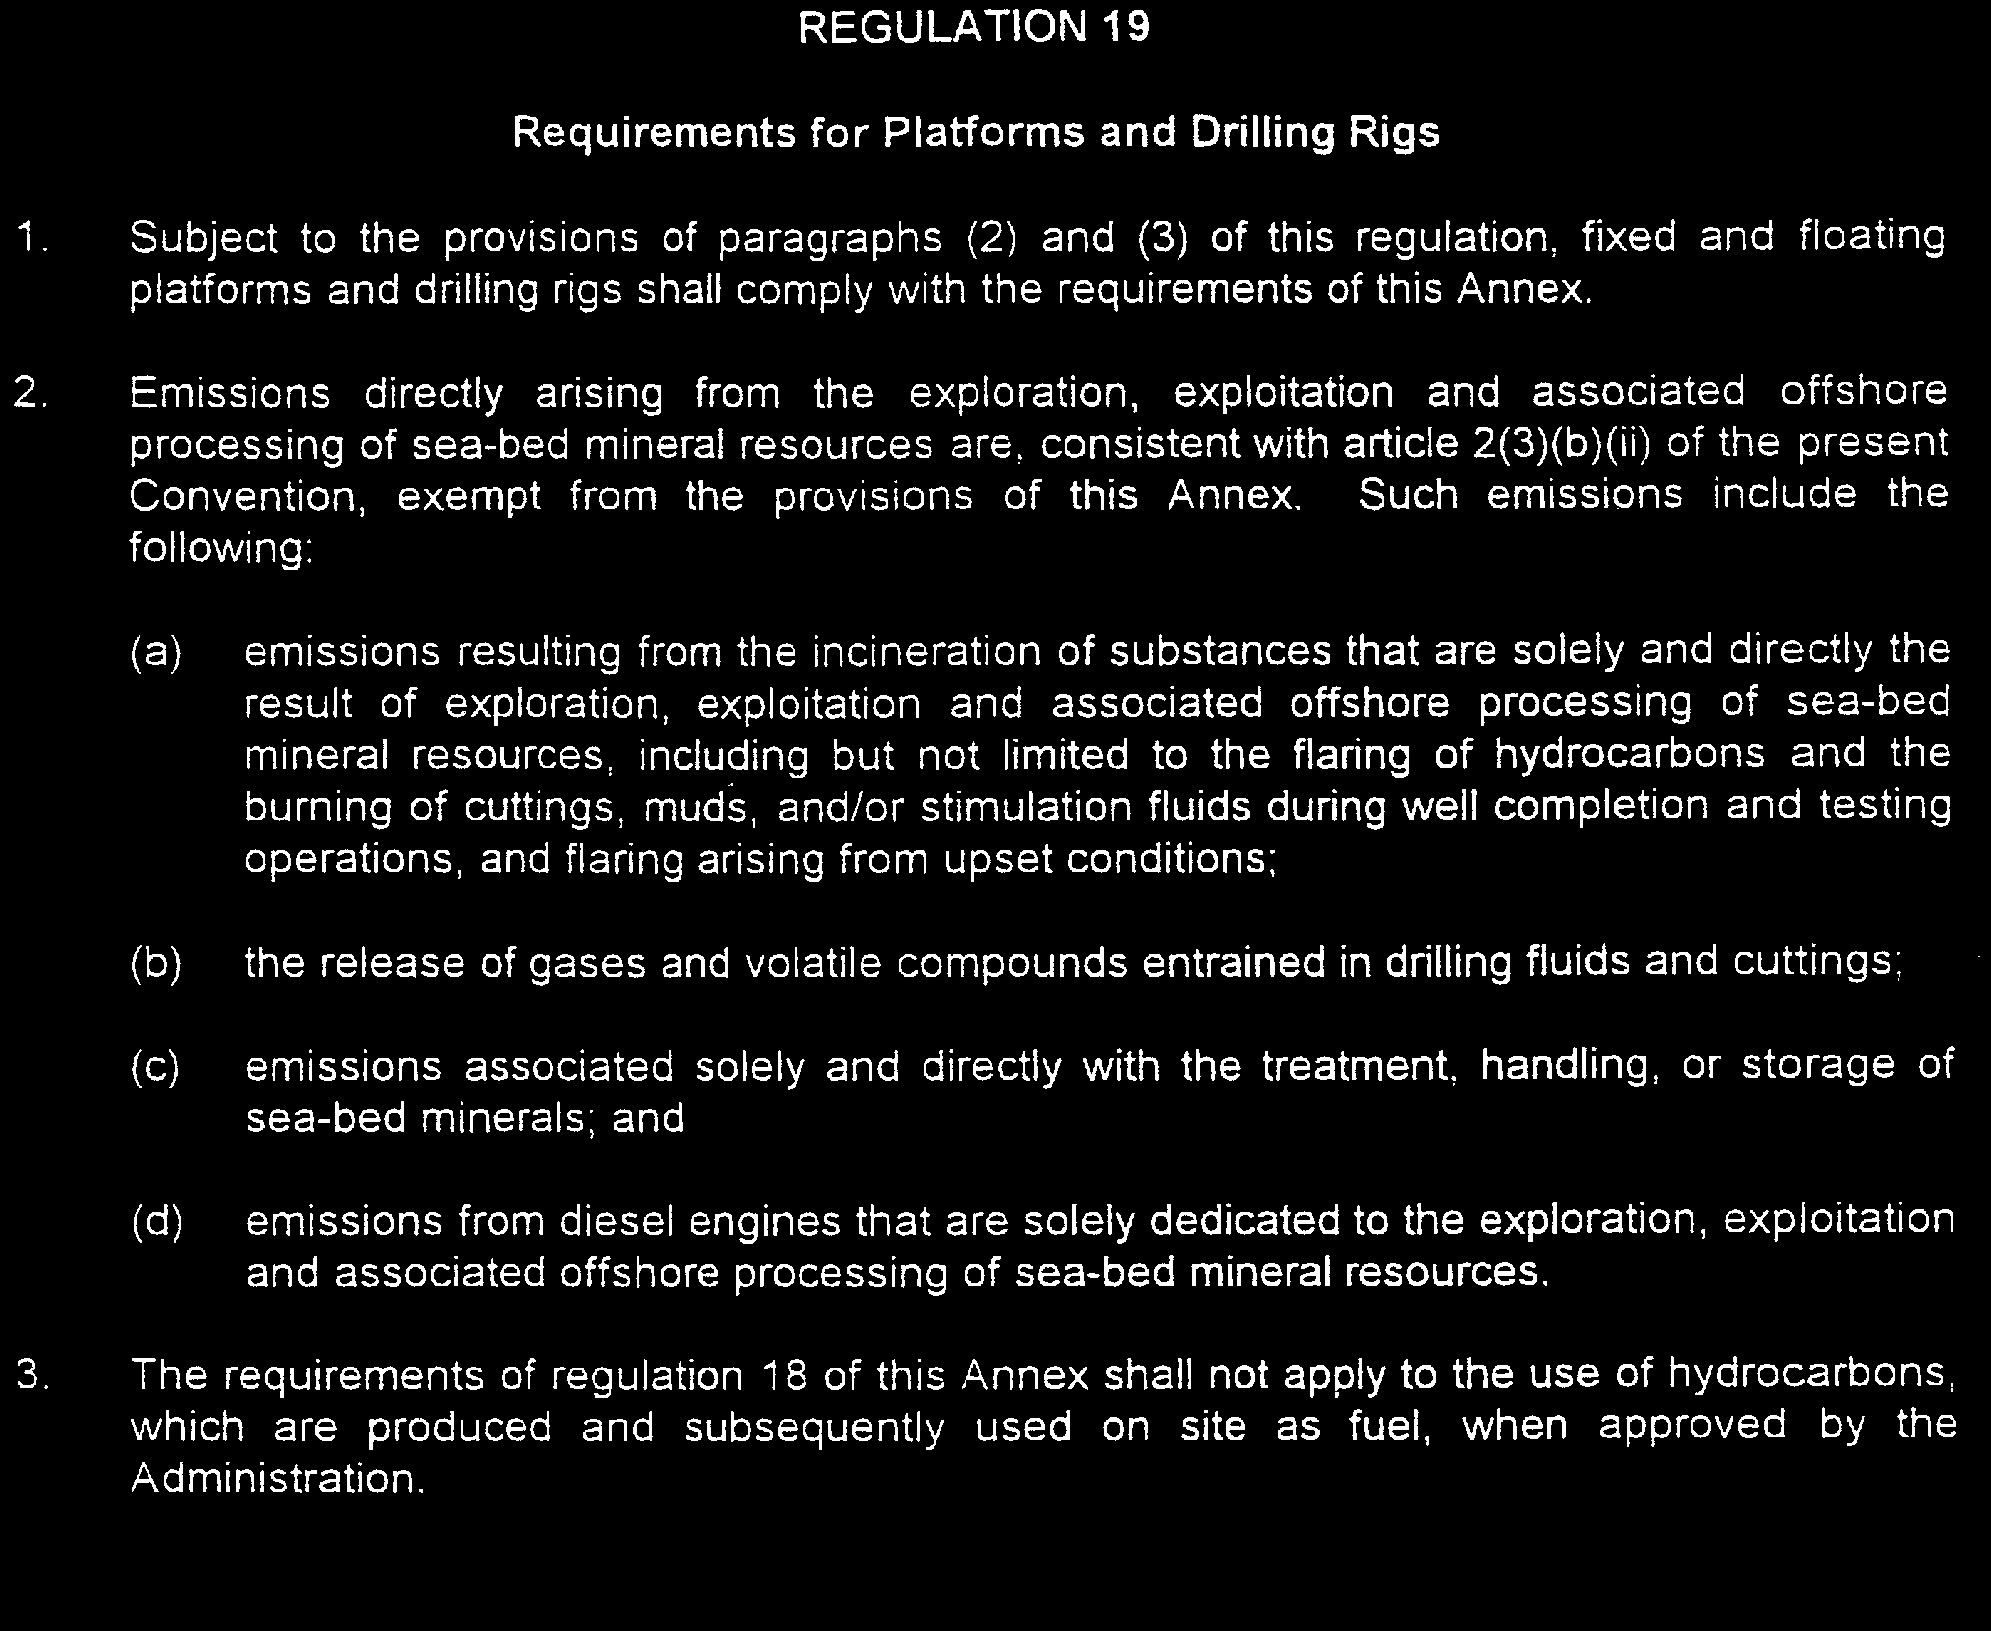 REGULATION 19
Requirements for Platforms and Drilling Rigs
1. Subject to the provisions of paragraphs (2) and (3) of this regulation, fixed and floating
platforms and drilling rigs shall comply with the requirements of this Annex.
2. Emissions directly arising from the exploration, exploitation and associated offshore
processing of sea-bed mineral resources are, consistent with article 2(3)(b)(ii) of the present
Convention, exempt from the provisions of this Annex. Such emissions include the
following:
(a) emissions resulting from the incineration of substances that are solely and directly the
result of exploration, exploitation and associated offshore processing of sea-bed
mineral resources, including but not limited to the flaring of hydrocarbons and the
burning of cuttings, muds, and/or stimulation fluids during well completion and testing
operations, and flaring arising from upset conditions;
(b) the release of gases and volatile compounds entrained in drilling fluids and cuttings;
(c) emissions associated solely and directly with the treatment, handling, or storage of
sea-bed minerals; and
(d) emissions from diesel engines that are solely dedicated to the exploration, exploitation
and associated offshore processing of sea-bed mineral resources.
3. The requirements of regulation 18 of this Annex shall not apply to the use of hydrocarbons,
which are produced and subsequently used on site as fuel, when approved by the
Administration.